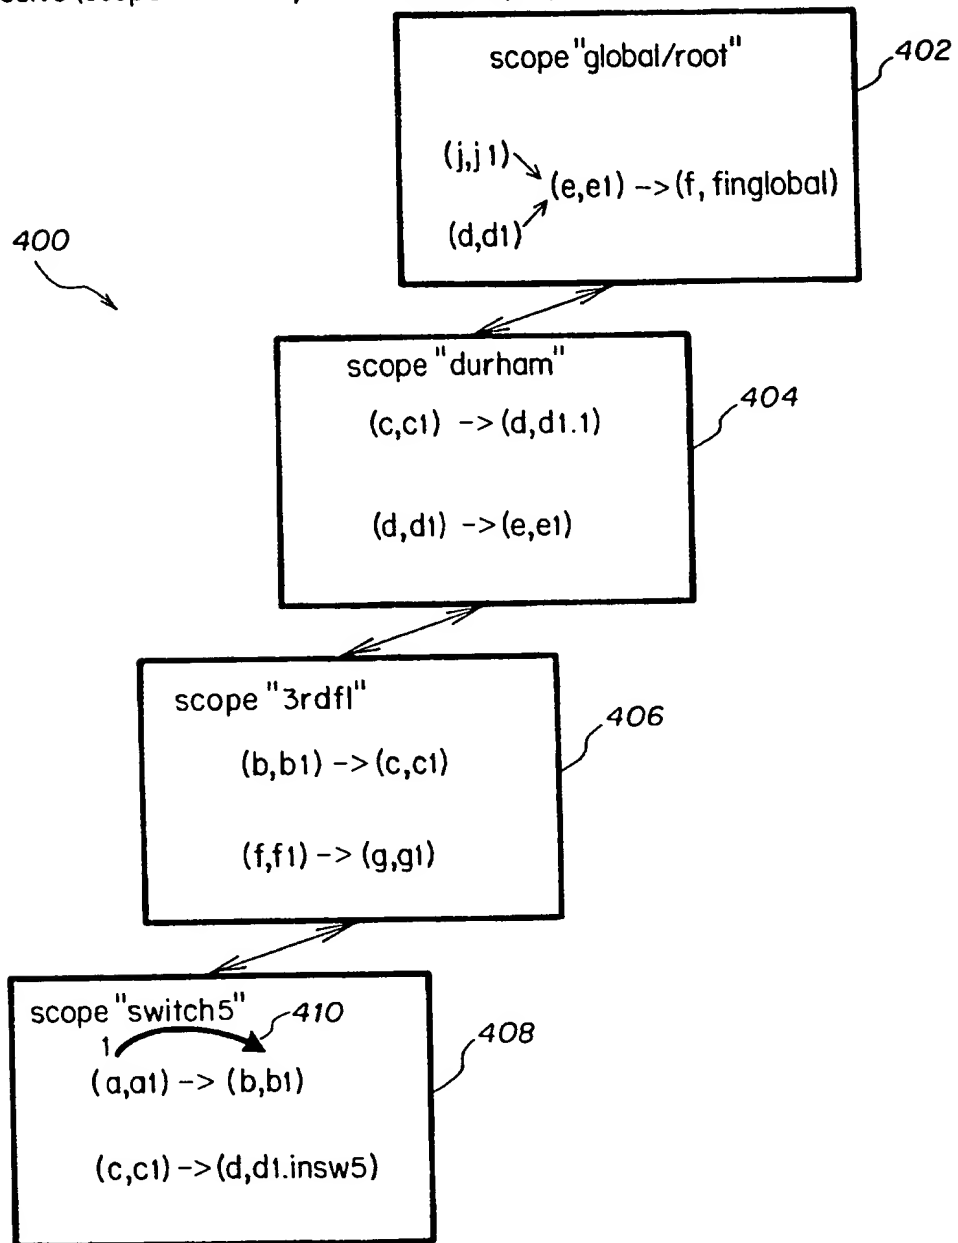 scope "global/root"
402
(j,j1)
(e,e1) -> (f, finglobal)
(d,d1)
400
scope "durham"
404
(c,c1) -> (d,d1.1)
(d,d1) -> (e,e1)
scope "3rdfl"
406
(b,b1) -> (c,c1)
(f,f1) -> (g,g1)
scope "switch5"
410
408
1
(a,a1) -> (b,b1)
(c,c1) -> (d,d1.insw5)